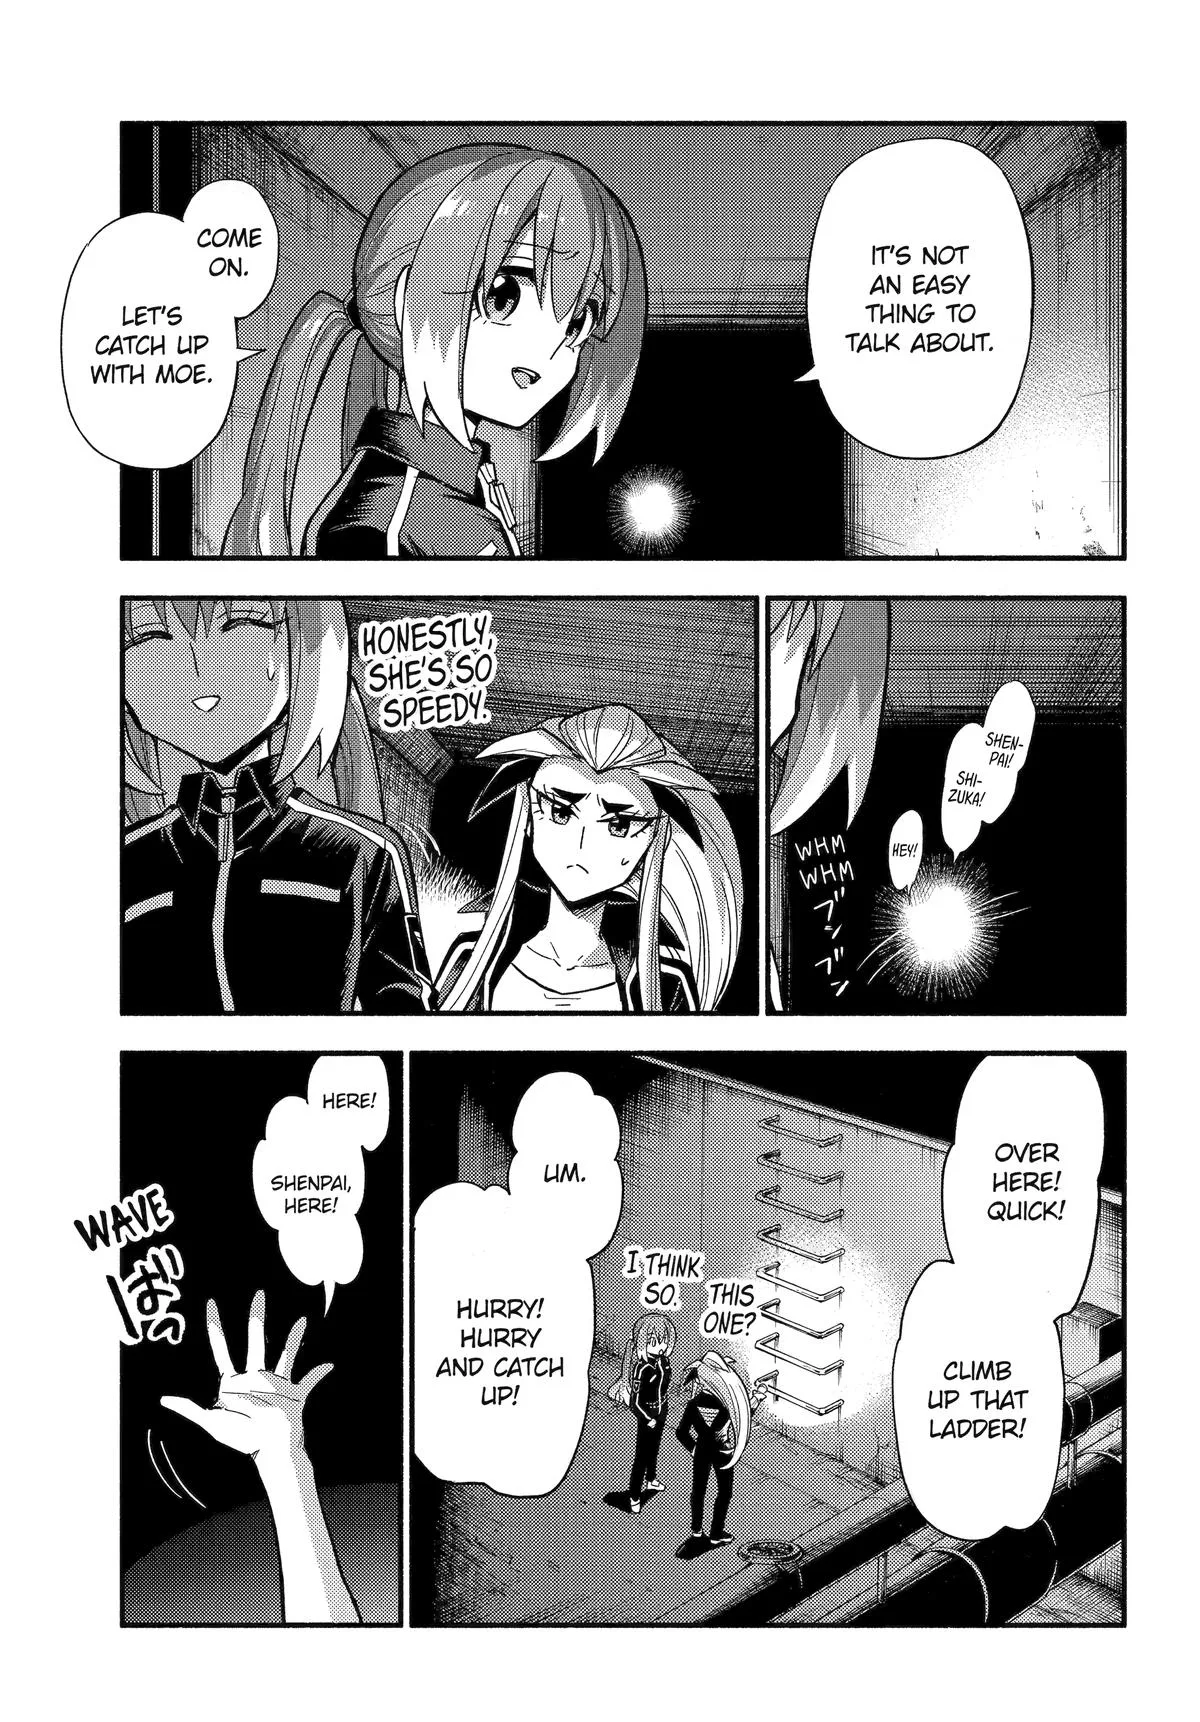 IT'S NOT
AN EASY
THING TO
TALK ABOUT.
COME
ON.
LET'S
CATCH UP
WITH MOE.
SHEN-
PAI!
SHI-
ZUKA!
HEY!
WHM
WHM
ブンブン
HONESTLY,
SHE'S SO
SPEEDY.
OVER
HERE!
QUICK!
CLIMB
UP THAT
LADDER!
THIS
ONE?
I THINK
SO.
UM.
HURRY!
HURRY
AND CATCH
UP!
HERE!
SHENPAI,
HERE!
WAVE
ばっ